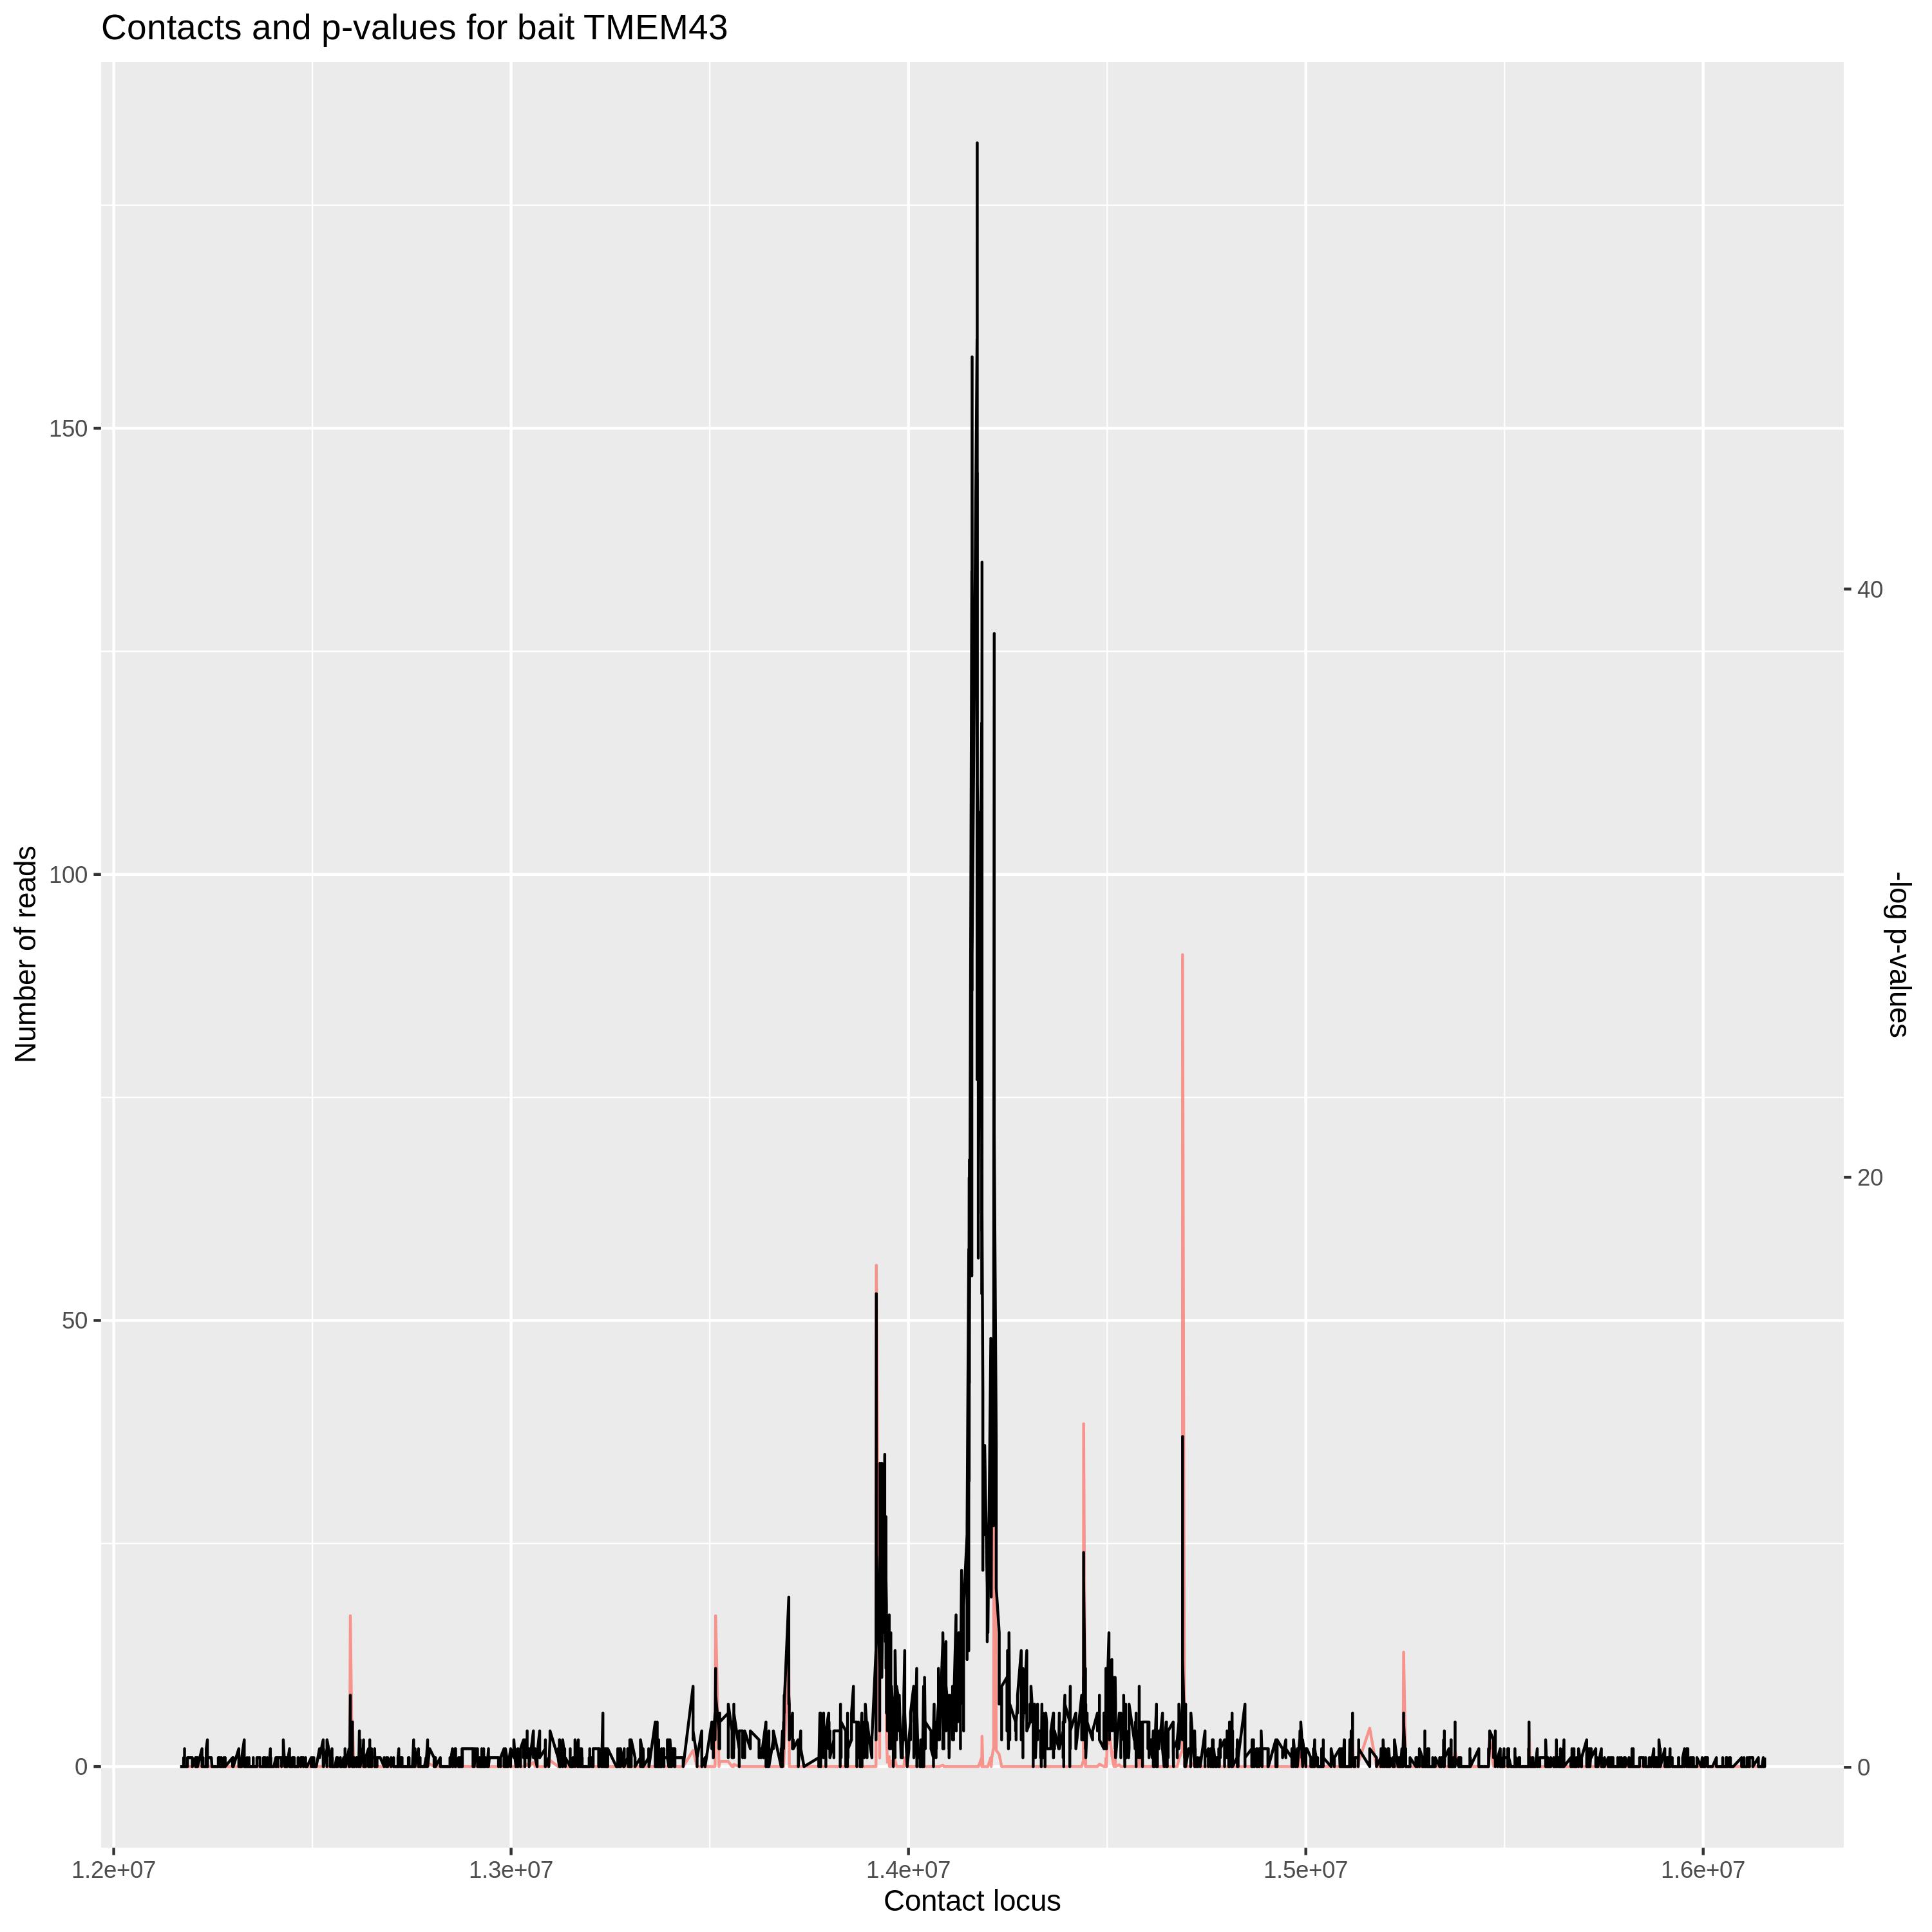 Contacts and p-values for bait TMEM43
150
100
50
0
Number of reads
40
20
0
-log p-values
1.2e+07
1.3e+07
1.4e+07
1.5e+07
1.6e+07
Contact locus